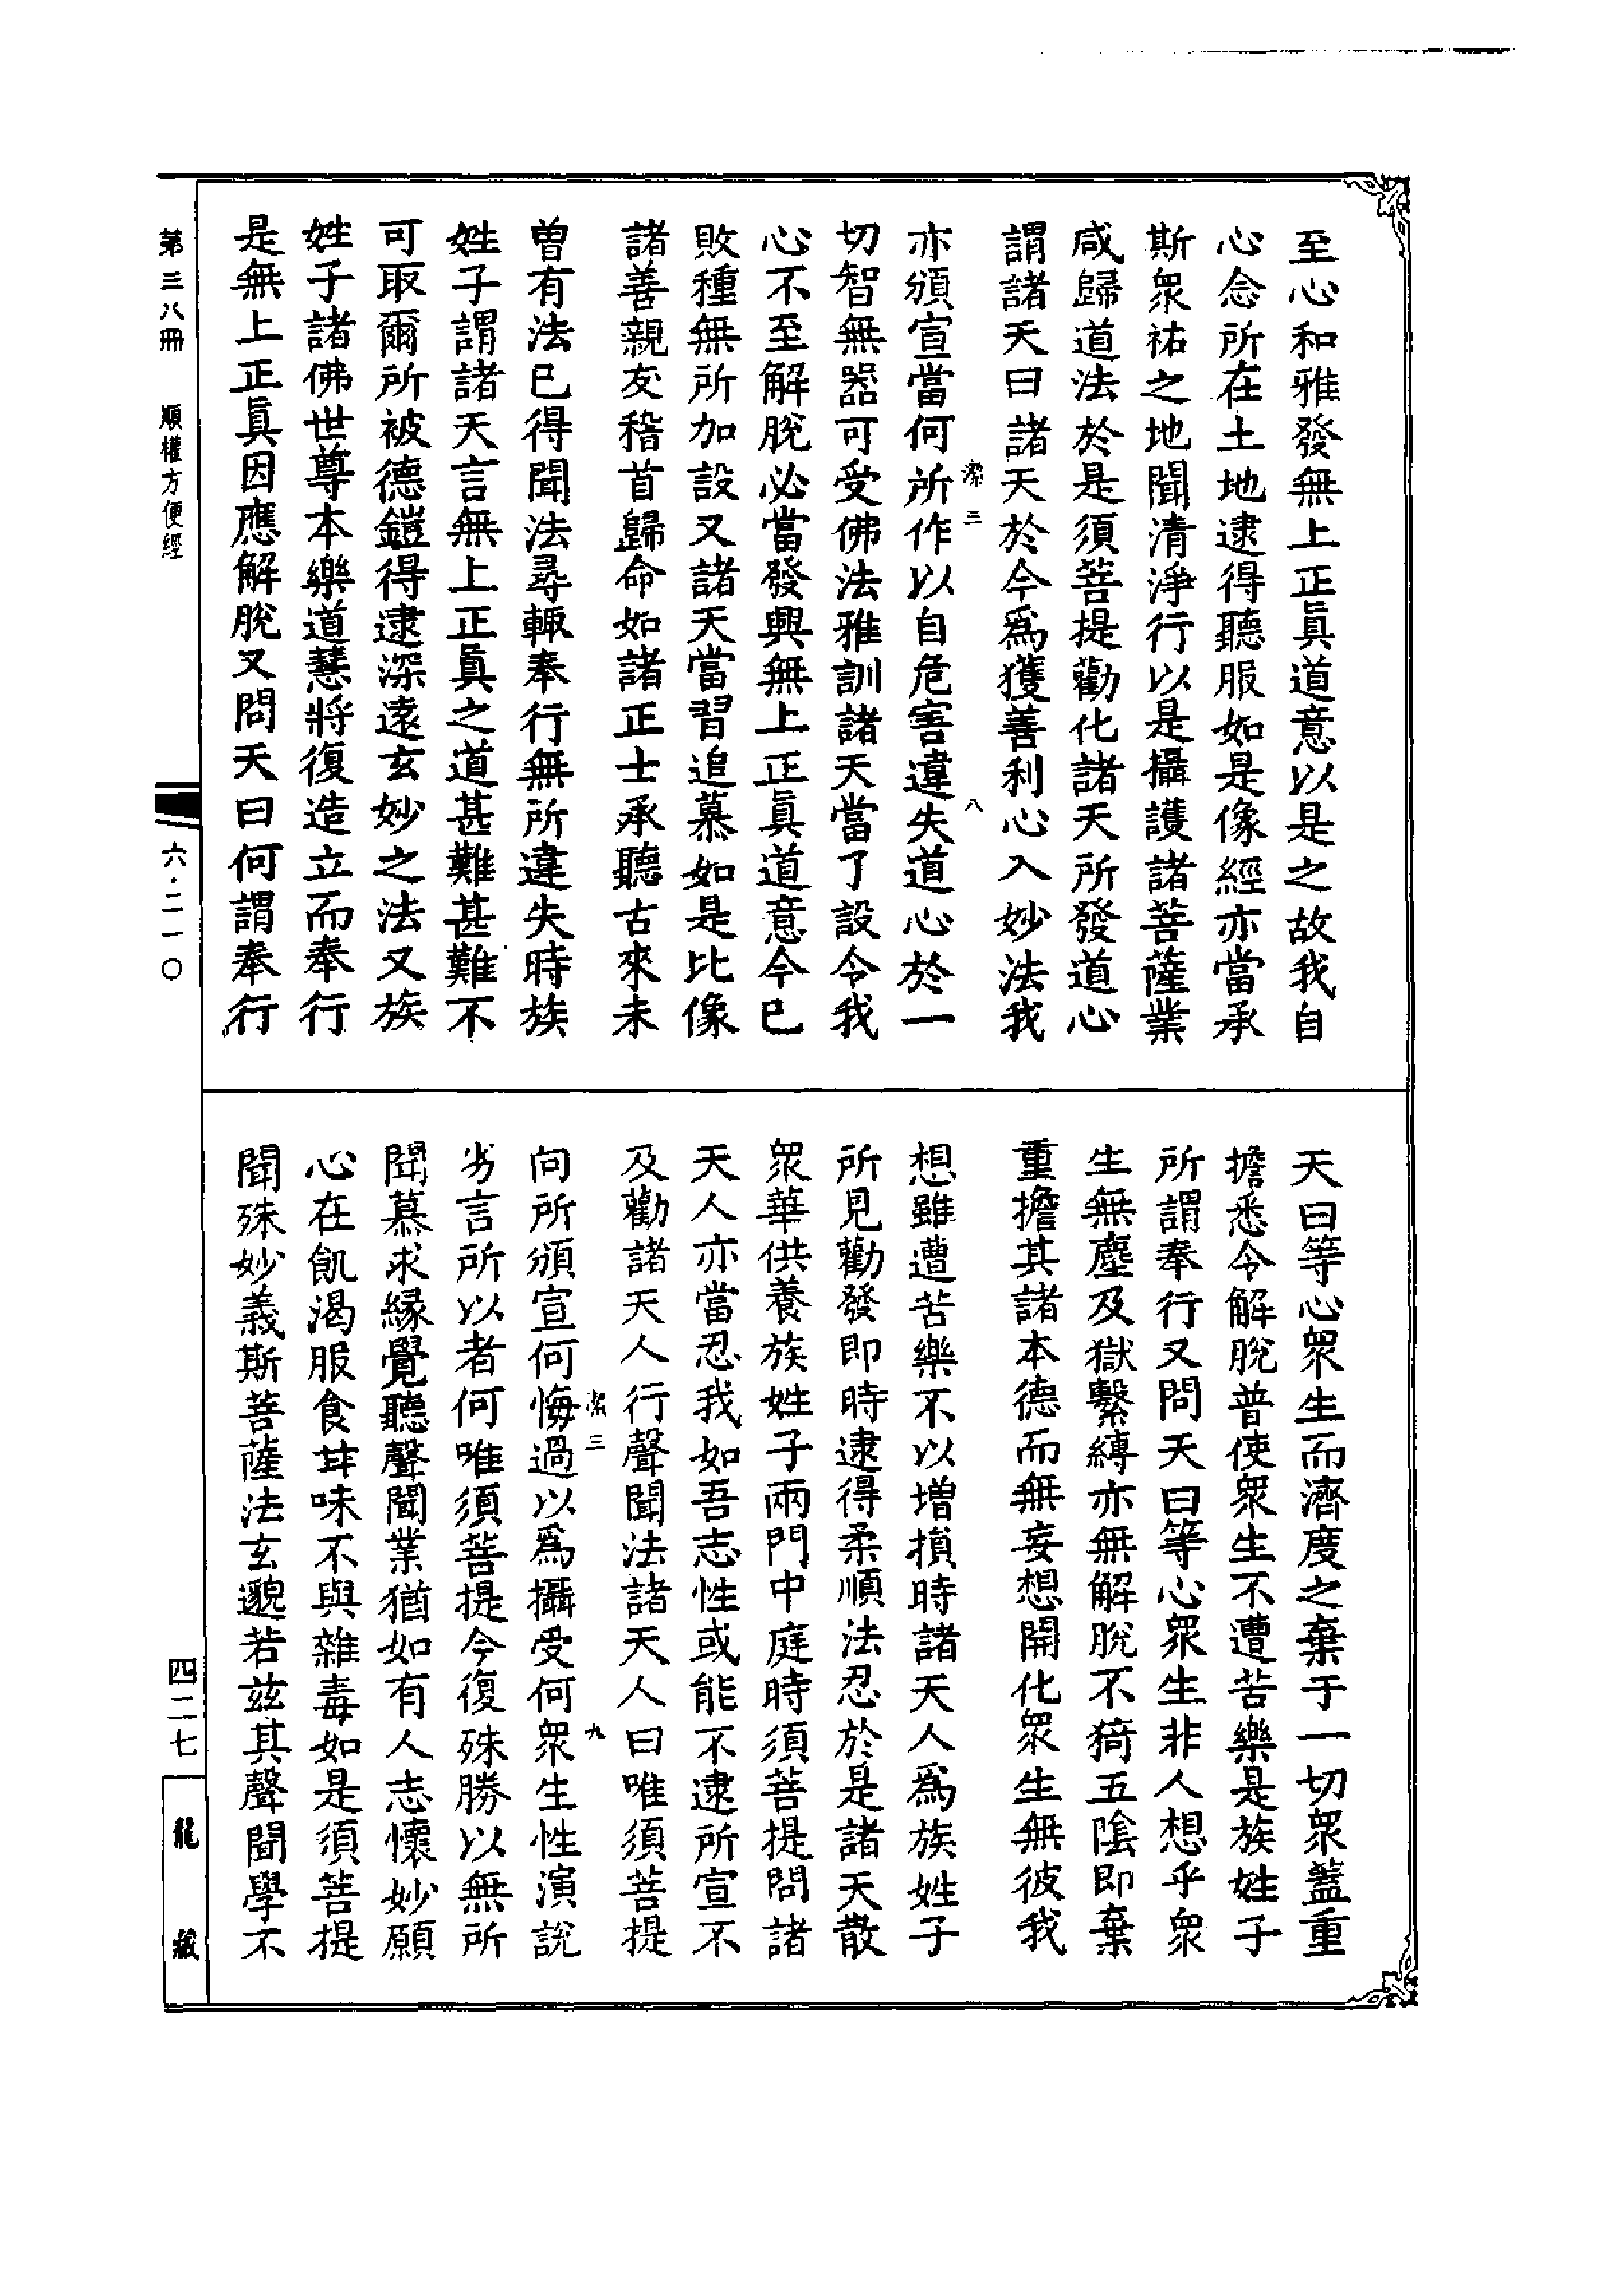 至心和雅發無上正眞道意以是之故我自
心念所在土地逮得聽服如是像經亦當承
斯衆祐之地聞清淨行以是攝護諸菩薩業
咸歸道法於是須菩提勸化諸天所發道心
謂諸天曰諸天於今爲獲善利心入妙法我
三
八
亦頒宣當何所作以自危害違失道心於一
切智無器可受佛法雅訓諸天當了設令我
心不至解脫必當發興無上正眞道意今已
敗種無所加設又諸天當習追慕如是比像
諸善親友稽首歸命如諸正士承聽古來未
曽有法已得聞法尋輙奉行無所違失時族
姓子謂諸天言無上正眞之道甚難甚難不
可取爾所被德鎧得逮深遠玄妙之法又族
姓子諸佛世尊本樂道慧將復造立而奉行
是無上正眞因應解脫又問天曰何謂奉行
天曰等心衆生而濟度之棄于一切衆蓋重
擔悉令解脫普使衆生不遭苦樂是族姓子
所謂奉行又問天曰等心衆生非人想乎衆
生無塵及獄繫縛亦無解脫不猗五隂即棄
重擔其諸本德而無妄想開化衆生無彼我
想雖遭苦樂不以増損時諸天人爲族姓子
所見勸發即時逮得柔順法忍於是諸天散
衆華供養族姓子兩門中庭時須菩提問諸
天人亦當忍我如吾志性或能不逮所宣不
及勸諸天人行聲聞法諸天人曰唯須菩提
三
九
向所頒宣何悔過以爲攝受何衆生性演說
劣言所以者何唯須菩提今復殊勝以無所
聞慕求緣覺聽聲聞業猶如有人志懷妙願
心在飢渴服食甘味不與雜毒如是須菩提
聞殊妙義斯菩薩法玄邈若兹其聲聞學不
第三八冊
順權方便經
六·二一〇
四二七
龍藏